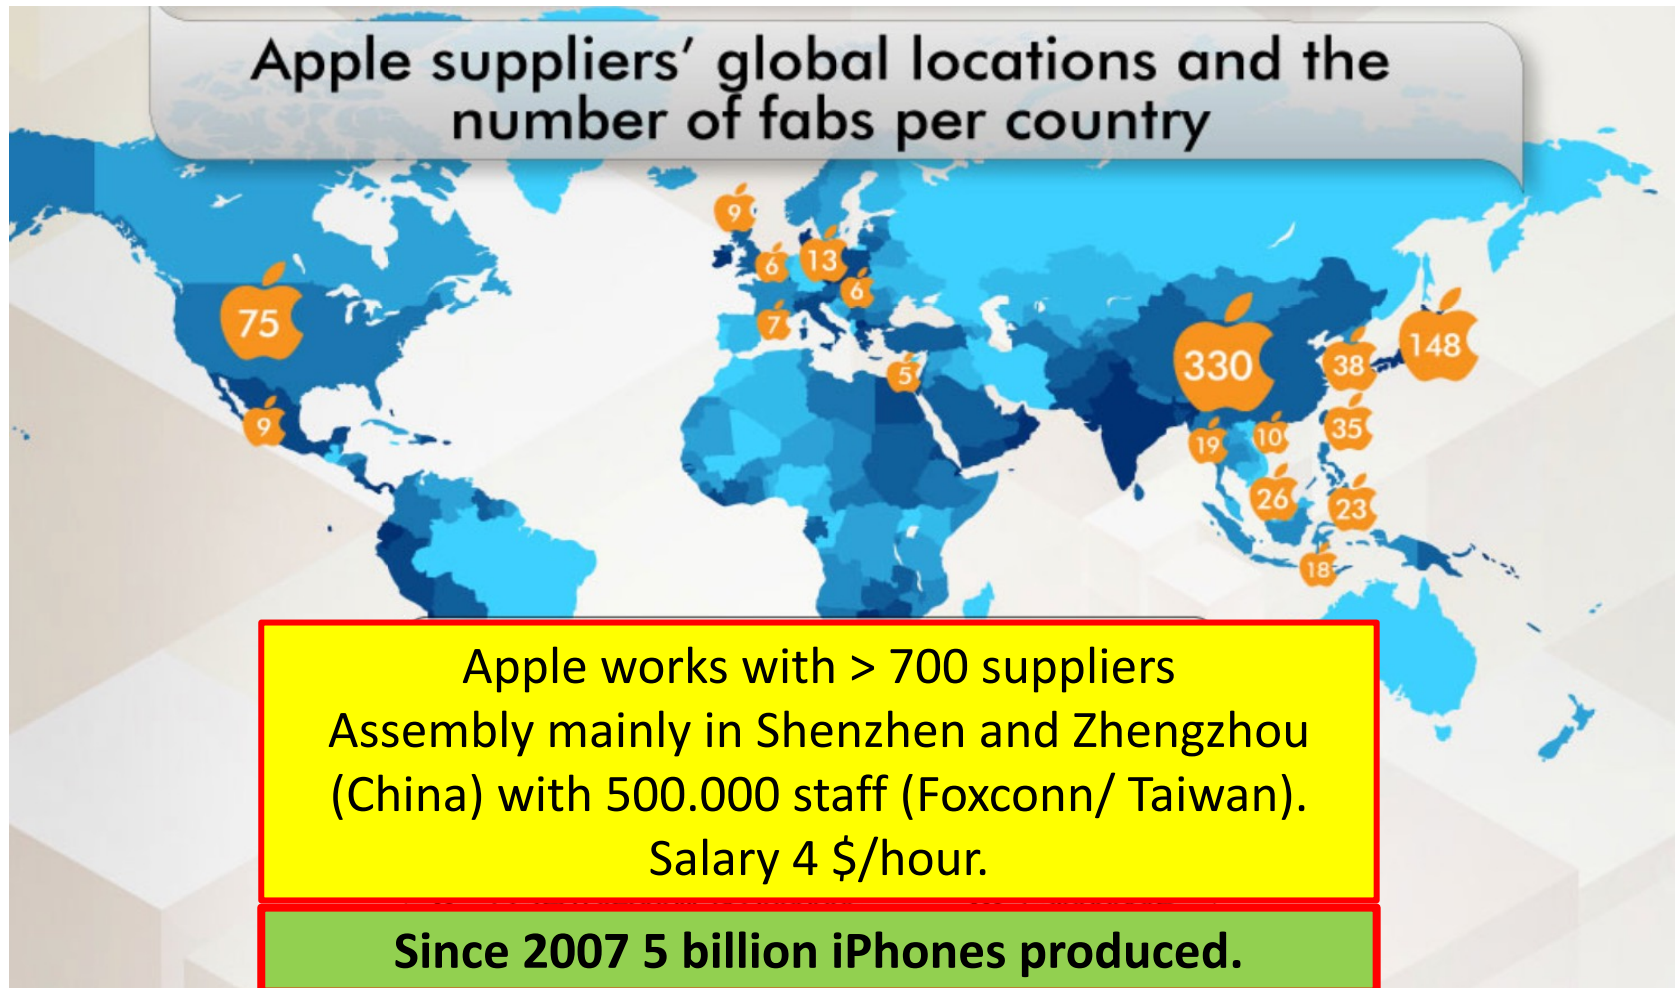 Apple suppliers’ global locations and the
number of fabs per country
9
6
13
6
75
7
5
330
148
38
9
19
10
35
26
23
18
Apple works with > 700 suppliers
Assembly mainly in Shenzhen and Zhengzhou
(China) with 500.000 staff (Foxconn/ Taiwan).
Salary 4 $/hour.
Since 2007 5 billion iPhones produced.